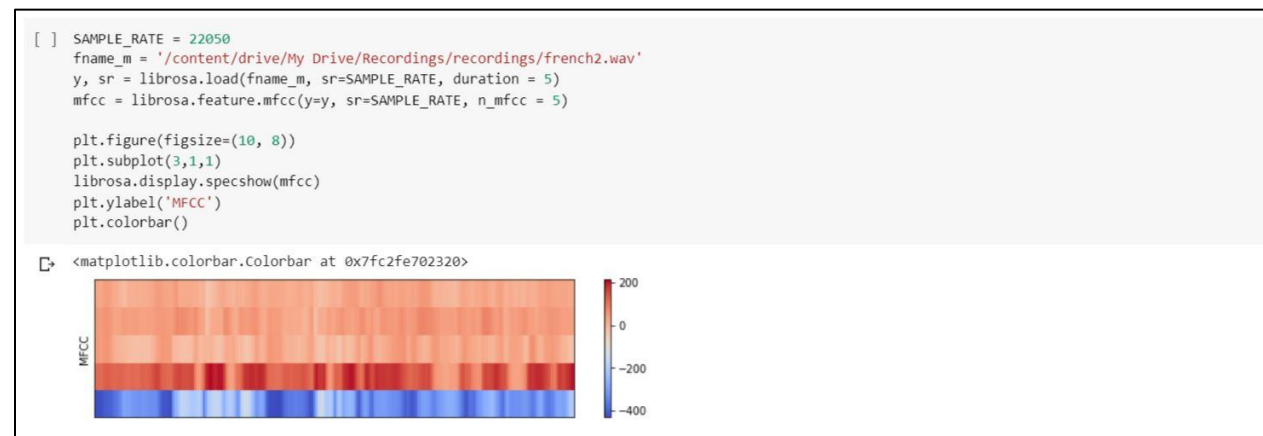 [ ] SAMPLE_RATE = 22050
fname_m = '/content/drive/My Drive/Recordings/recordings/french2.wav'
y, sr = librosa.load(fname_m, sr=SAMPLE_RATE, duration = 5)
mfcc = librosa.feature.mfcc(y=y, sr=SAMPLE_RATE, n_mfcc = 5)
plt.figure(figsize=(10, 8))
plt.subplot(3,1,1)
librosa.display.specshow(mfcc)
plt.ylabel('MFCC')
plt.colorbar()
<matplotlib.colorbar.Colorbar at 0x7fc2fe702320>
MFCC
200
0
−200
−400